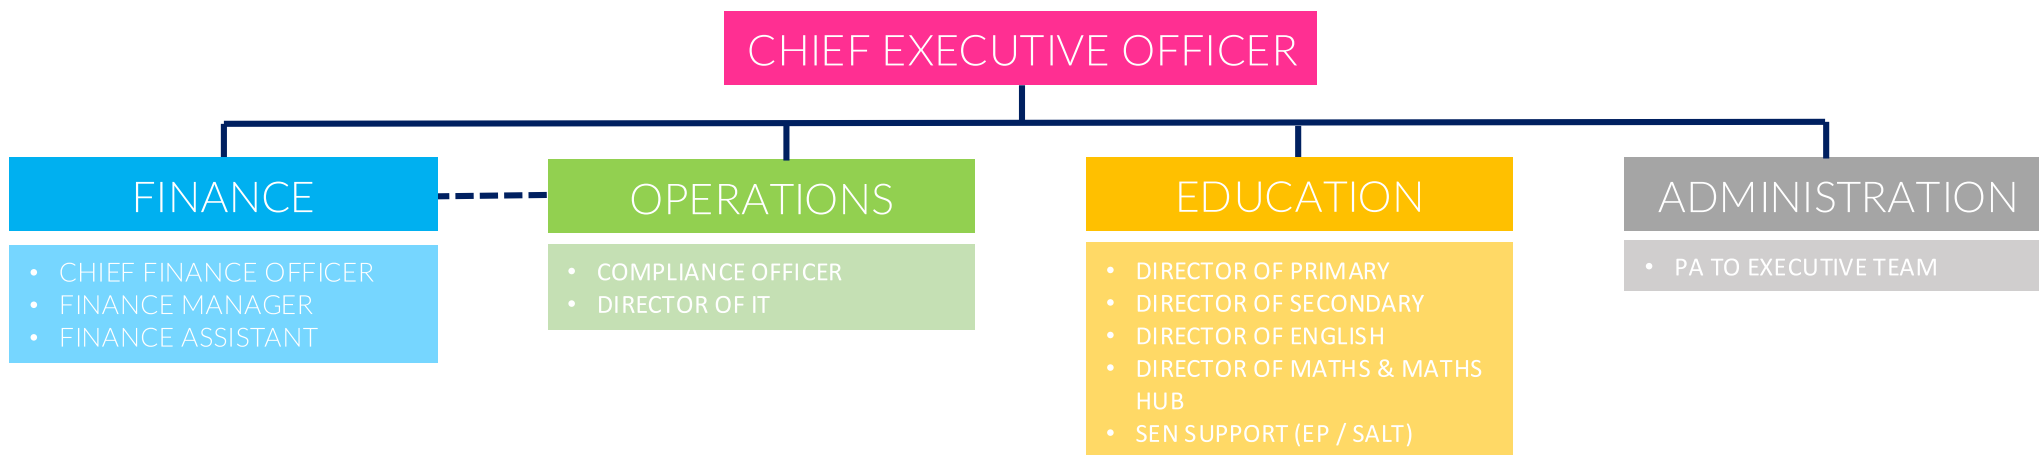 CHIEF EXECUTIVE OFFICER
FINANCE
OPERATIONS
EDUCATION
ADMINISTRATION
• CHIEF FINANCE OFFICER
• FINANCE MANAGER
• FINANCE ASSISTANT
• COMPLIANCE OFFICER
• DIRECTOR OF IT
• DIRECTOR OF PRIMARY
• DIRECTOR OF SECONDARY
• DIRECTOR OF ENGLISH
• DIRECTOR OF MATHS & MATHS
HUB
• SEN SUPPORT (EP / SALT)
• PA TO EXECUTIVE TEAM